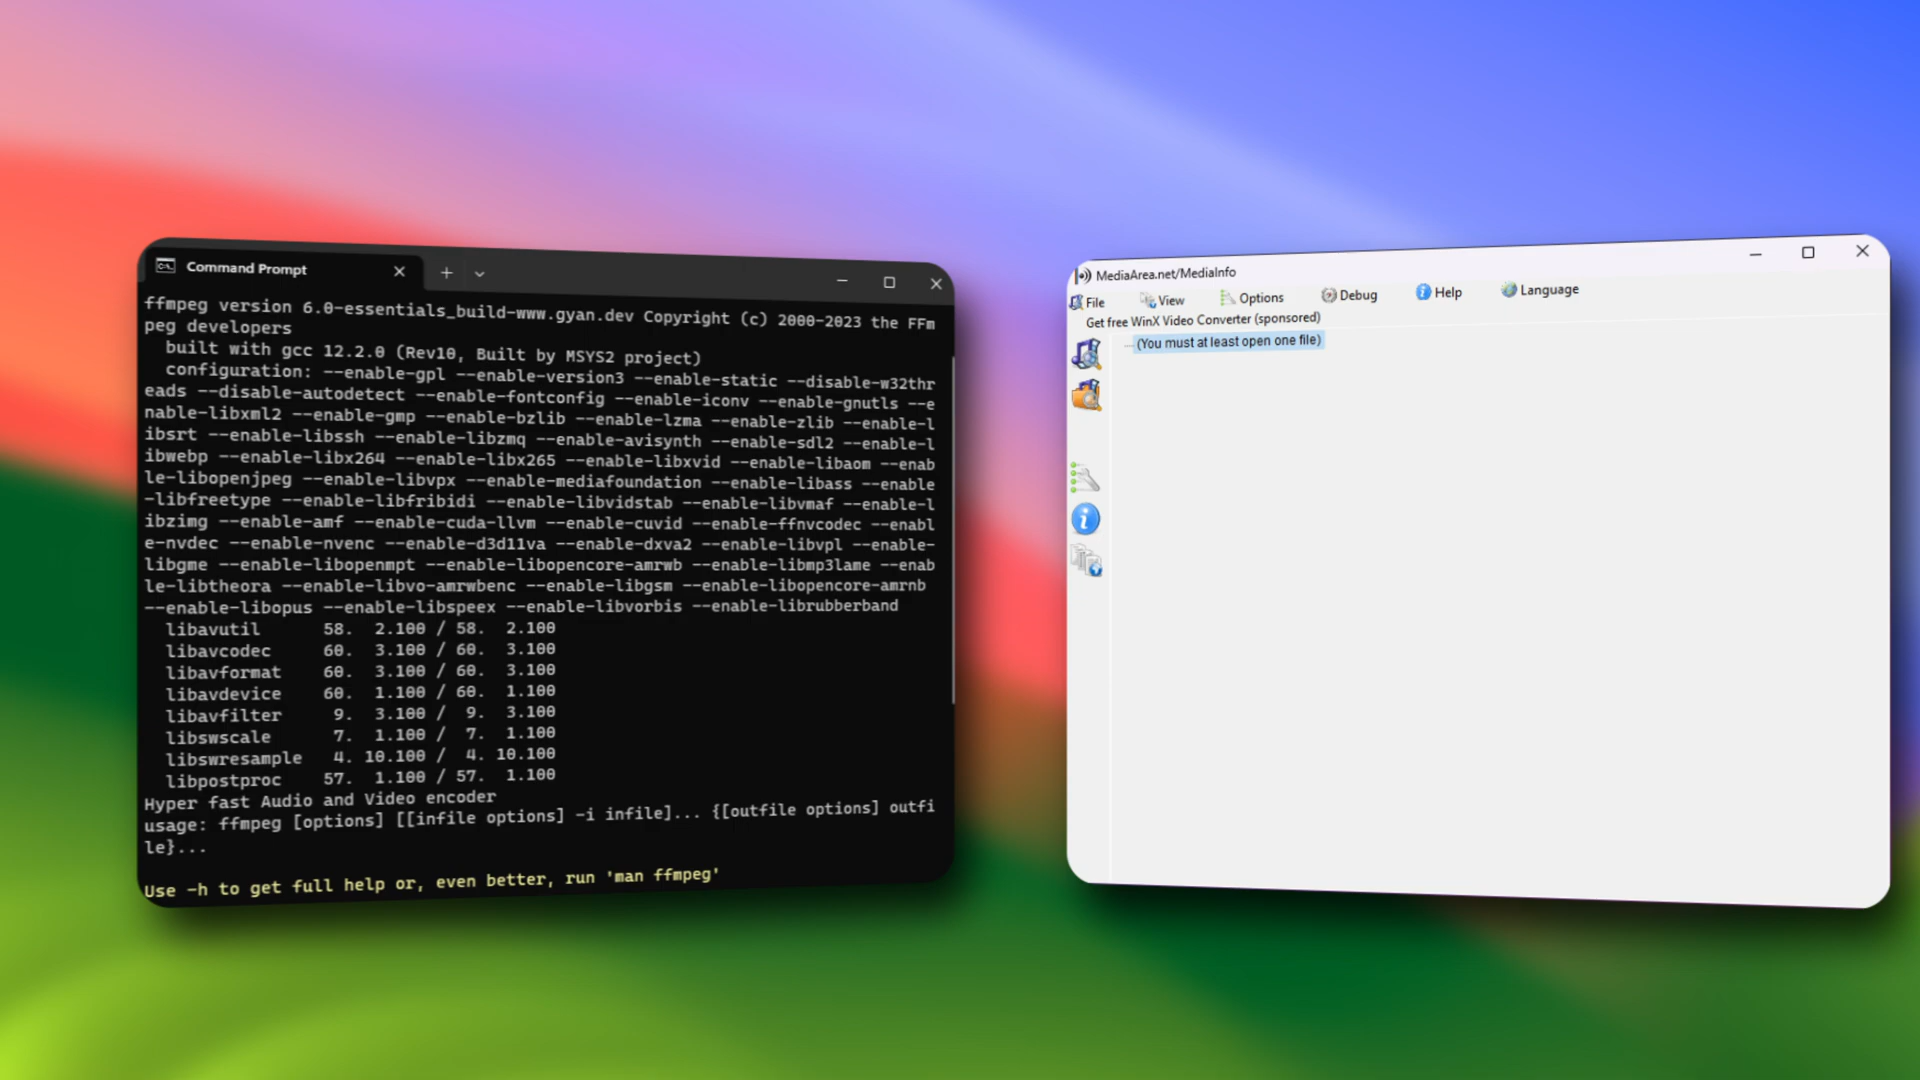 Command Prompt
ffmpeg version 6.0-essentials_build-www.gyan.dev Copyright (c) 2000-2023 the FFm
peg developers
built with gcc 12.2.0 (Rev10, Built by MSYS2 project)
configuration: --enable-gpl --enable-version3 --enable-static --disable-w32thr
eads --disable-autodetect --enable-fontconfig --enable-iconv --enable-gnutls --e
nable-libxml2 --enable-gmp --enable-bzlib --enable-lzma --enable-zlib --enable-l
ibsrt --enable-libssh --enable-libzmq --enable-avisynth --enable-sdl2 --enable-l
ibwebp --enable-libx264 --enable-libx265 --enable-libxvid --enable-libaom --enab
le-libopenjpeg --enable-libvpx --enable-mediafoundation --enable-libass --enable
-libfreetype --enable-libfribidi --enable-libvidstab --enable-libvmaf --enable-l
ibzimg --enable-amf --enable-cuda-llvm --enable-cuvid --enable-ffnvcodec --enabl
e-nvdec --enable-nvenc --enable-d3d11va --enable-dxva2 --enable-libvpl --enable-
libgme --enable-libopenmpt --enable-libopencore-amrwb --enable-libmp3lame --enab
le-libtheora --enable-libvo-amrwbenc --enable-libgsm --enable-libopencore-amrnb
--enable-libopus --enable-libspeex --enable-libvorbis --enable-librubberband
libavutil 58. 2.100 / 58. 2.100
libavcodec 60. 3.100 / 60. 3.100
libavformat 60. 3.100 / 60. 3.100
libavdevice 60. 1.100 / 60. 1.100
libavfilter 9. 3.100 / 9. 3.100
libswscale 7. 1.100 / 7. 1.100
libswresample 4. 10.100 / 4. 10.100
libpostproc 57. 1.100 / 57. 1.100
Hyper fast Audio and Video encoder
usage: ffmpeg [options] [[infile options] -i infile]... {[outfile options] outfi
le}...
Use -h to get full help or, even better, run 'man ffmpeg'
MediaArea.net/MediaInfo
File View Options Debug Help Language
Get free WinX Video Converter (sponsored)
(You must at least open one file)